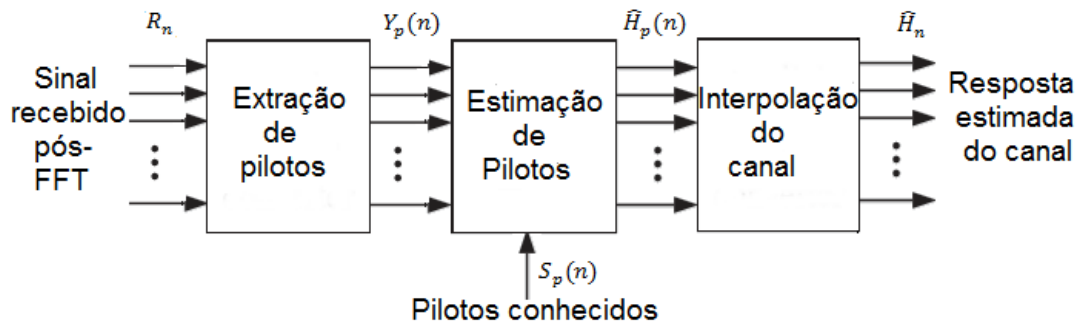 R_n
Y_p(n)
Ĥ_p(n)
Ĥ_n
Sinal
recebido
pós-
FFT
Extração
de
pilotos
Estimação
de
Pilotos
Interpolação
do
canal
Resposta
estimada
do canal
S_p(n)
Pilotos conhecidos